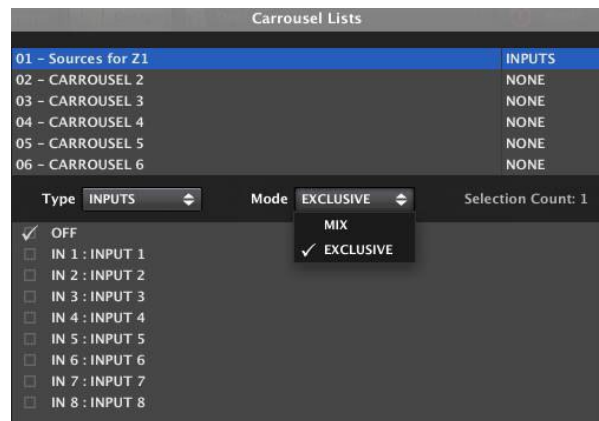 Carrousel Lists
01 – Sources for Z1 INPUTS
02 – CARROUSEL 2 NONE
03 – CARROUSEL 3 NONE
04 – CARROUSEL 4 NONE
05 – CARROUSEL 5 NONE
06 – CARROUSEL 6 NONE
Type INPUTS Mode EXCLUSIVE Selection Count: 1
MIX
✓ EXCLUSIVE
OFF
IN 1 : INPUT 1
IN 2 : INPUT 2
IN 3 : INPUT 3
IN 4 : INPUT 4
IN 5 : INPUT 5
IN 6 : INPUT 6
IN 7 : INPUT 7
IN 8 : INPUT 8